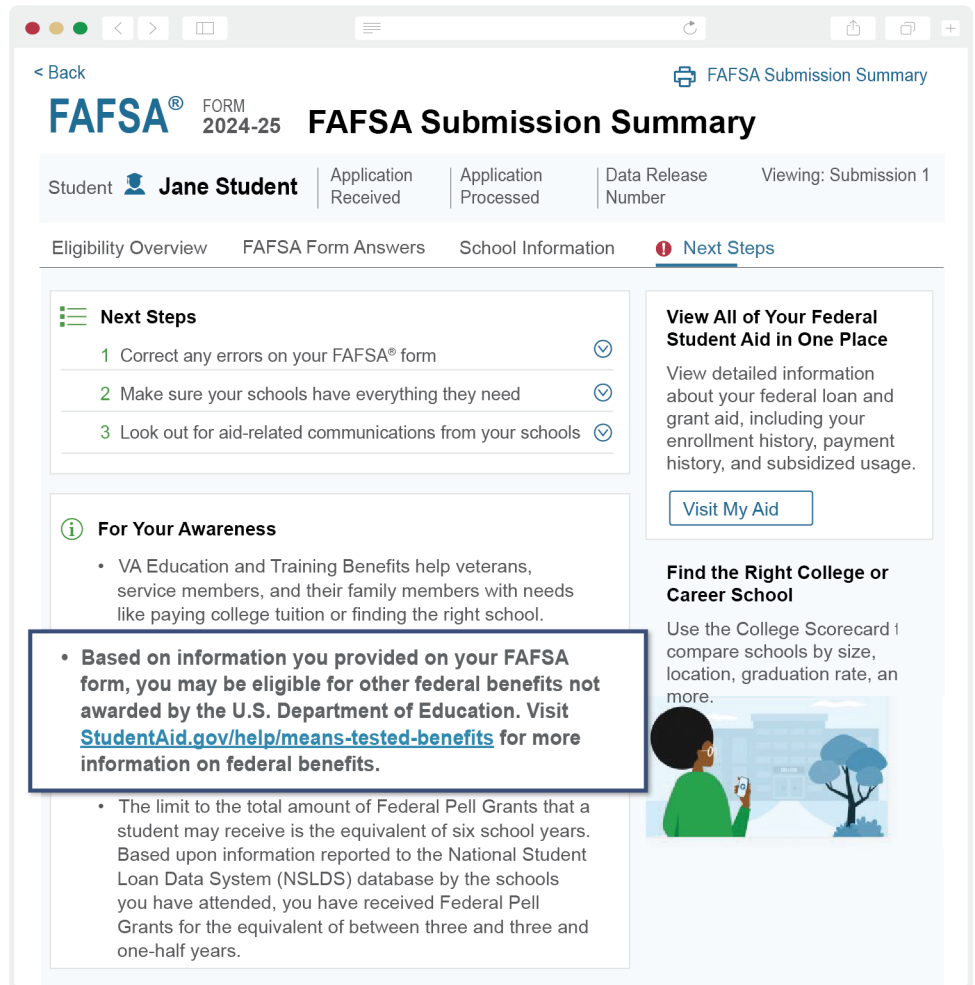 < Back
FAFSA Submission Summary
FAFSA® FORM 2024-25 FAFSA Submission Summary
Student Jane Student
Application Received
Application Processed
Data Release Number
Viewing: Submission 1
Eligibility Overview FAFSA Form Answers School Information Next Steps
Next Steps
1 Correct any errors on your FAFSA® form
2 Make sure your schools have everything they need
3 Look out for aid-related communications from your schools
For Your Awareness
• VA Education and Training Benefits help veterans,
service members, and their family members with needs
like paying college tuition or finding the right school.
• Based on information you provided on your FAFSA
form, you may be eligible for other federal benefits not
awarded by the U.S. Department of Education. Visit
StudentAid.gov/help/means-tested-benefits for more
information on federal benefits.
• The limit to the total amount of Federal Pell Grants that a
student may receive is the equivalent of six school years.
Based upon information reported to the National Student
Loan Data System (NSLDS) database by the schools
you have attended, you have received Federal Pell
Grants for the equivalent of between three and three and
one-half years.
View All of Your Federal
Student Aid in One Place
View detailed information
about your federal loan and
grant aid, including your
enrollment history, payment
history, and subsidized usage.
Visit My Aid
Find the Right College or
Career School
Use the College Scorecard
compare schools by size,
location, graduation rate, an
more.